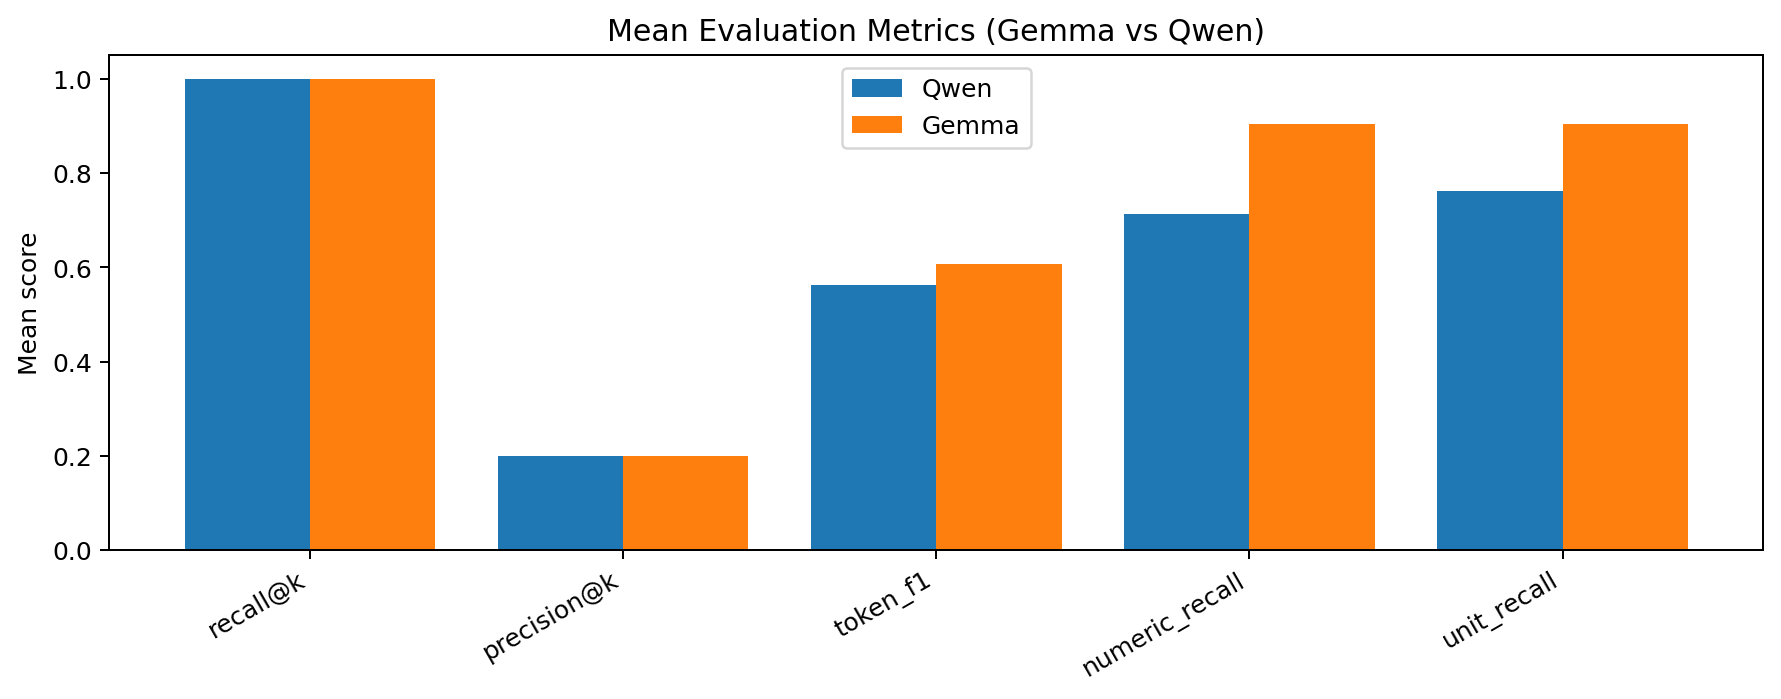 Mean Evaluation Metrics (Gemma vs Qwen)
Qwen
Gemma
Mean score
1.0
0.8
0.6
0.4
0.2
0.0
recall@k
precision@k
token_f1
numeric_recall
unit_recall